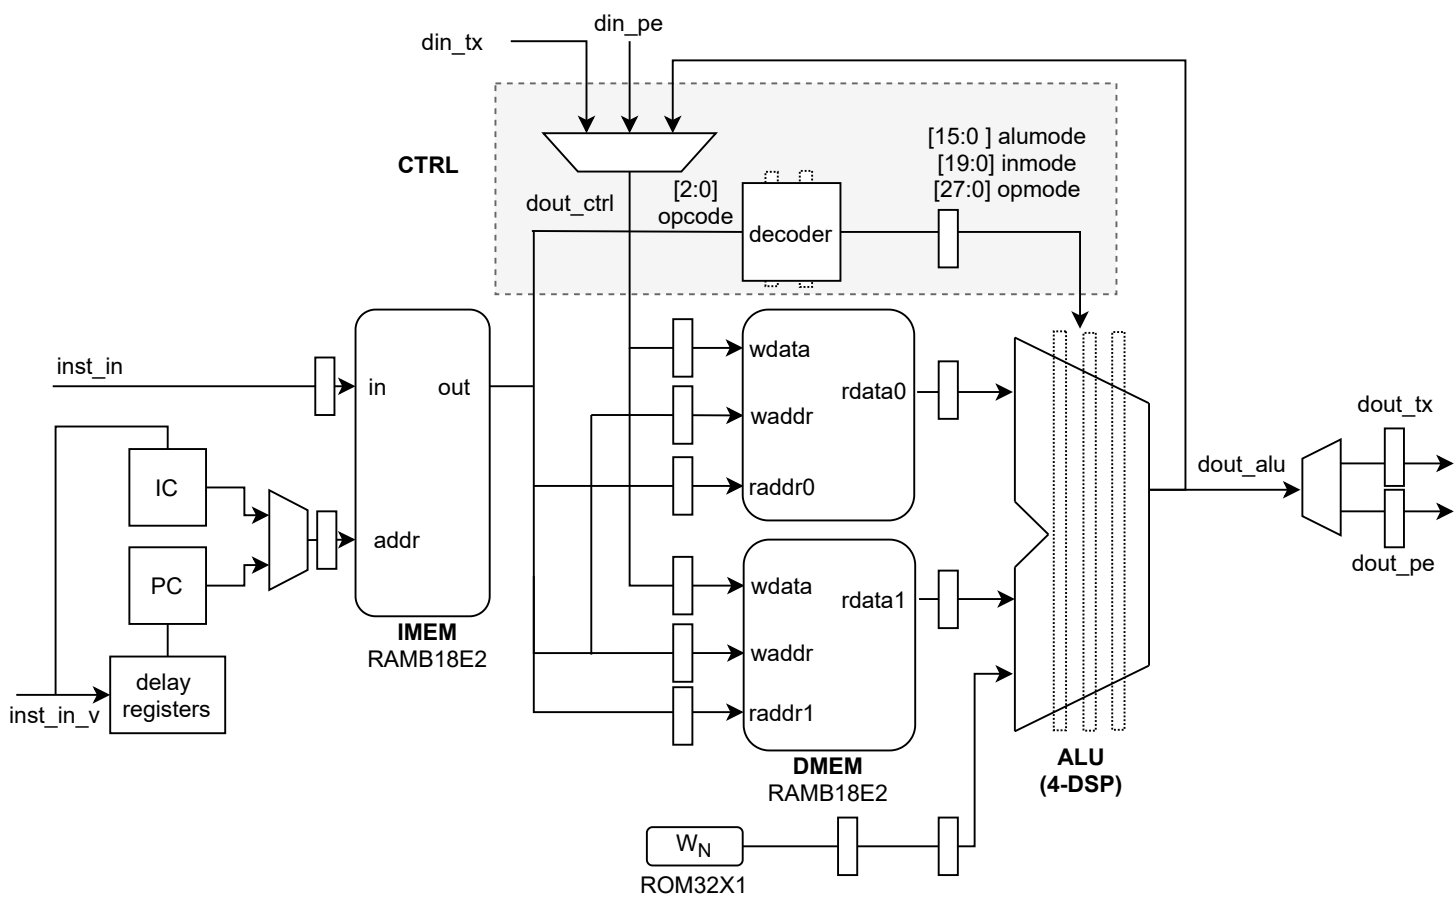 din_pe
din_tx
CTRL
[15:0 ] alumode
[19:0] inmode
[27:0] opmode
[2:0]
opcode
dout_ctrl
decoder
inst_in
in
out
wdata
waddr
raddr0
rdata0
dout_tx
dout_alu
dout_pe
IC
PC
addr
IMEM
RAMB18E2
delay
registers
inst_in_v
wdata
waddr
raddr1
rdata1
DMEM
RAMB18E2
ALU
(4-DSP)
WN
ROM32X1